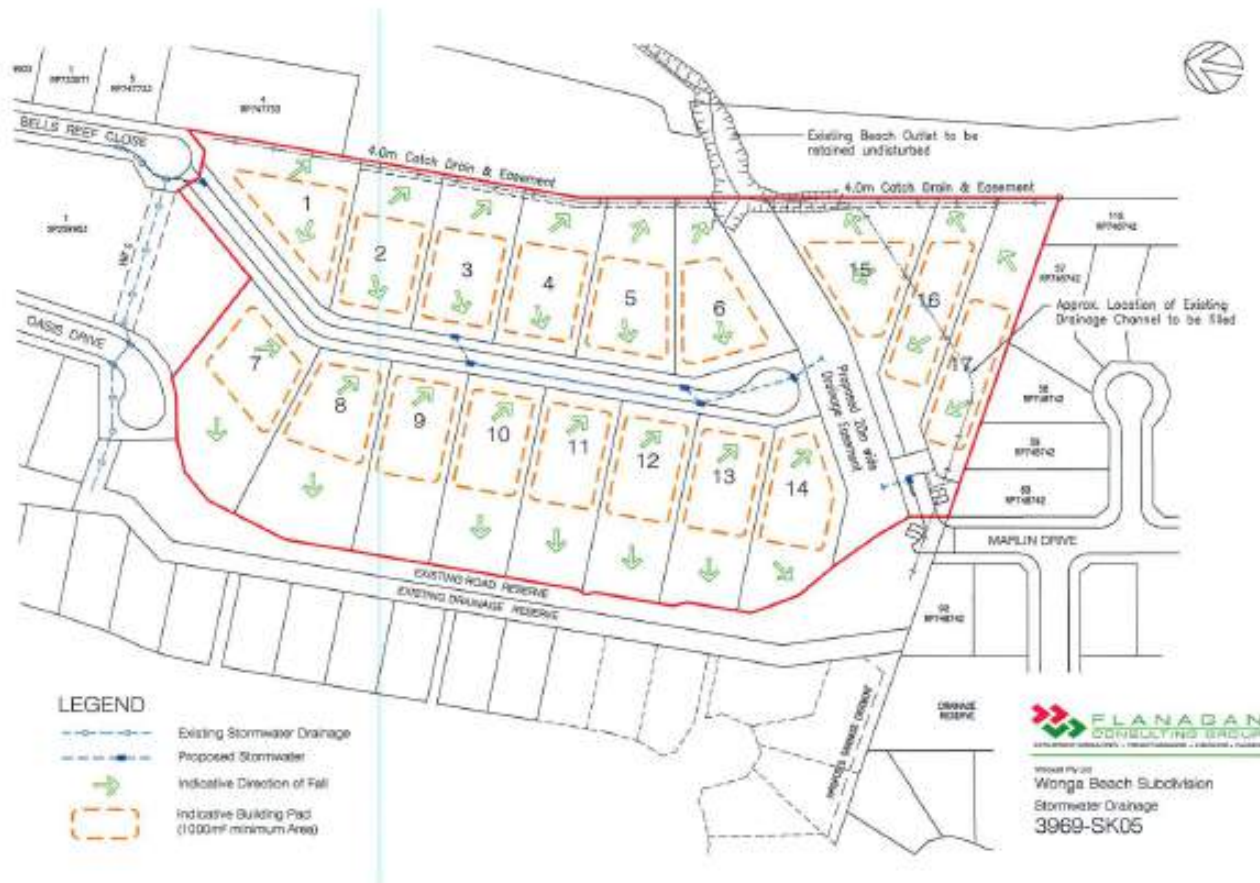 BELLS REEF CLOSE
OASIS DRIVE
4.0m Catch Drain & Easement
Existing Beach Outlet to be
retained undisturbed
4.0m Catch Drain & Easement
Approx. Location of Existing
Drainage Channel to be filled
Proposed 20m wide
Drainage Easement
1
2
3
4
5
6
7
8
9
10
11
12
13
14
15
16
EXISTING ROAD RESERVE
EXISTING DRAINAGE RESERVE
MARLIN DRIVE
DRAINAGE
RESERVE
LEGEND
Existing Stormwater Drainage
Proposed Stormwater
Indicative Direction of Fall
Indicative Building Pad
(1000m² minimum Area)
FLANAGAN
CONSULTING GROUP
Wonga Beach Subdivision
Stormwater Drainage
3969-SK05